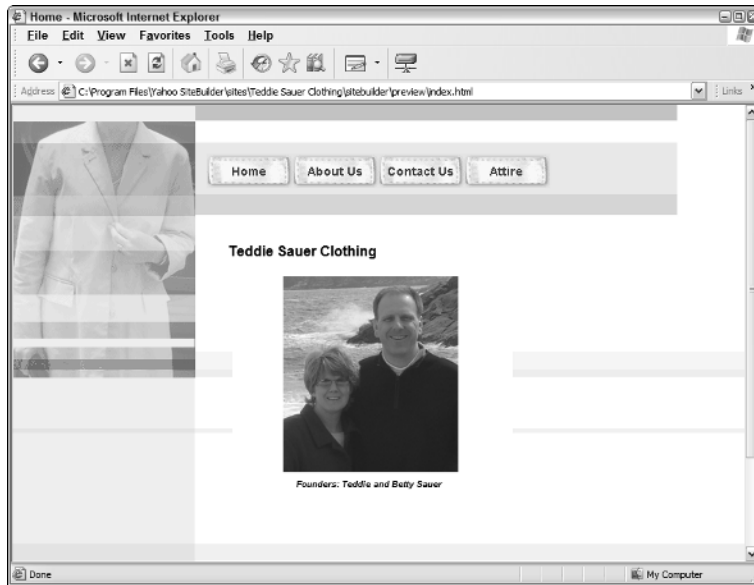 Home - Microsoft Internet Explorer
File Edit View Favorites Tools Help
Address C:\Program Files\Yahoo SiteBuilder\sites\Teddie Sauer Clothing\sitebuilder\preview\index.html Links »
Home About Us Contact Us Attire
Teddie Sauer Clothing
Founders: Teddie and Betty Sauer
Done My Computer